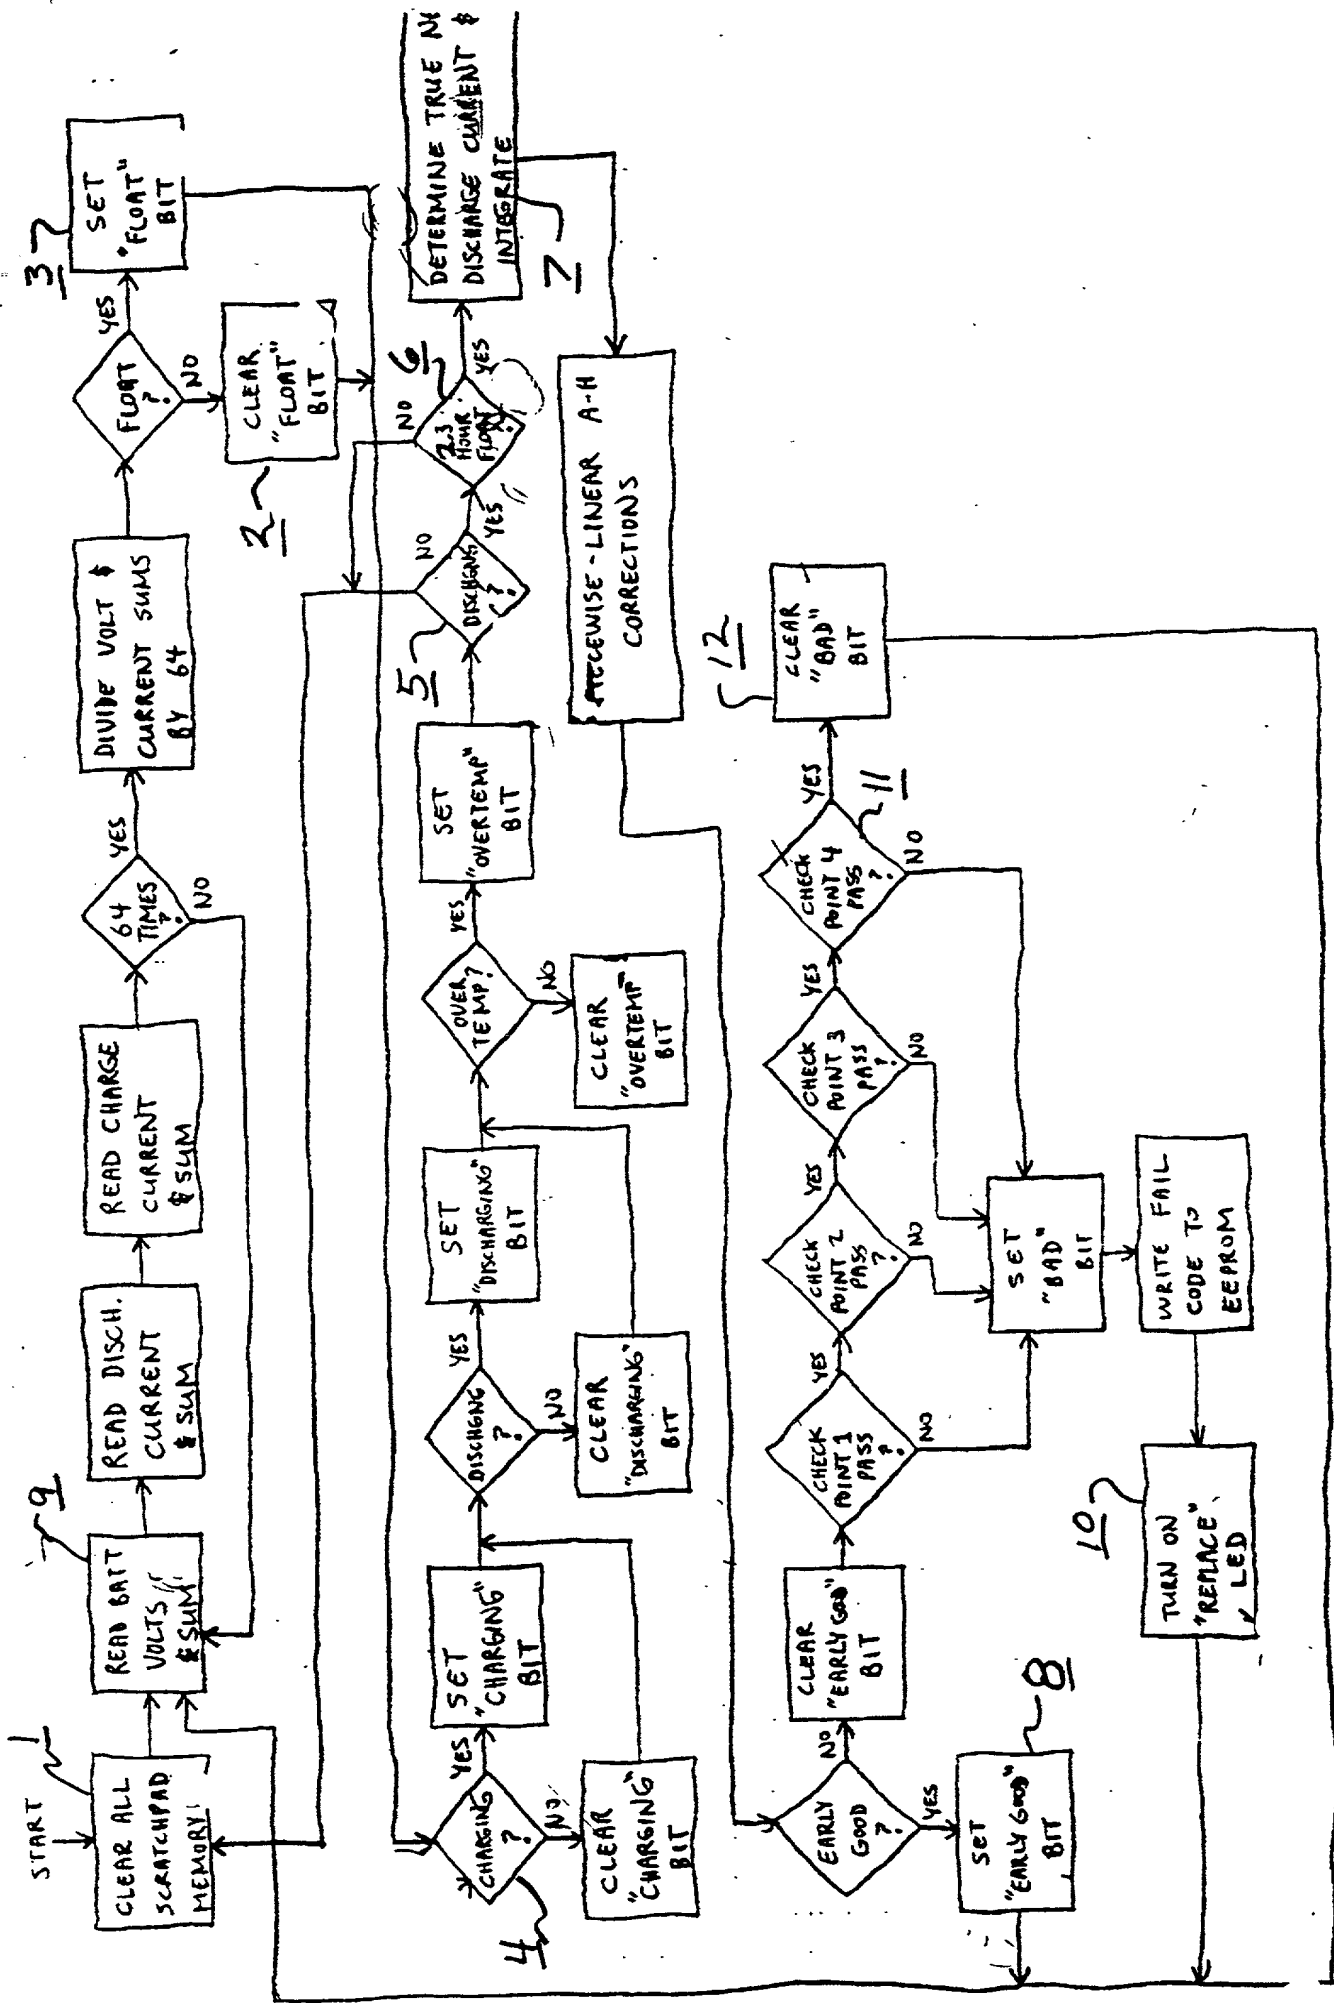 START
1
CLEAR ALL
SCRATCHPAD
MEMORY
9
READ BATT
VOLTS
& SUM
READ DISCH.
CURRENT
& SUM
READ CHARGE
CURRENT
& SUM
64
TIMES
?
YES
NO
DIVIDE VOLT &
CURRENT SUMS
BY 64
FLOAT
?
YES
NO
3
SET
"FLOAT"
BIT
2
CLEAR
"FLOAT"
BIT
4
CHARGING
?
YES
NO
SET
"CHARGING"
BIT
CLEAR
"CHARGING"
BIT
DISCHGNG
?
YES
NO
SET
"DISCHARGING"
BIT
CLEAR
"DISCHARGING"
BIT
OVER
TEMP?
YES
NO
SET
"OVERTEMP"
BIT
CLEAR
"OVERTEMP"
BIT
5
DISCHGNG
?
NO
YES
6
23
HOUR
FLOAT
?
NO
YES
DETERMINE TRUE
DISCHARGE CURRENT &
INTEGRATE
7
PIECEWISE-LINEAR A-H
CORRECTIONS
EARLY
GOOD
?
NO
YES
CLEAR
"EARLY GOOD"
BIT
SET
"EARLY GOOD"
BIT
8
CHECK
POINT 1
PASS
?
YES
NO
CHECK
POINT 2
PASS
?
YES
NO
CHECK
POINT 3
PASS
?
YES
NO
CHECK
POINT 4
PASS
?
YES
NO
11
12
CLEAR
"BAD"
BIT
SET
"BAD"
BIT
WRITE FAIL
CODE TO
EEPROM
10
TURN ON
"REPLACE"
LED